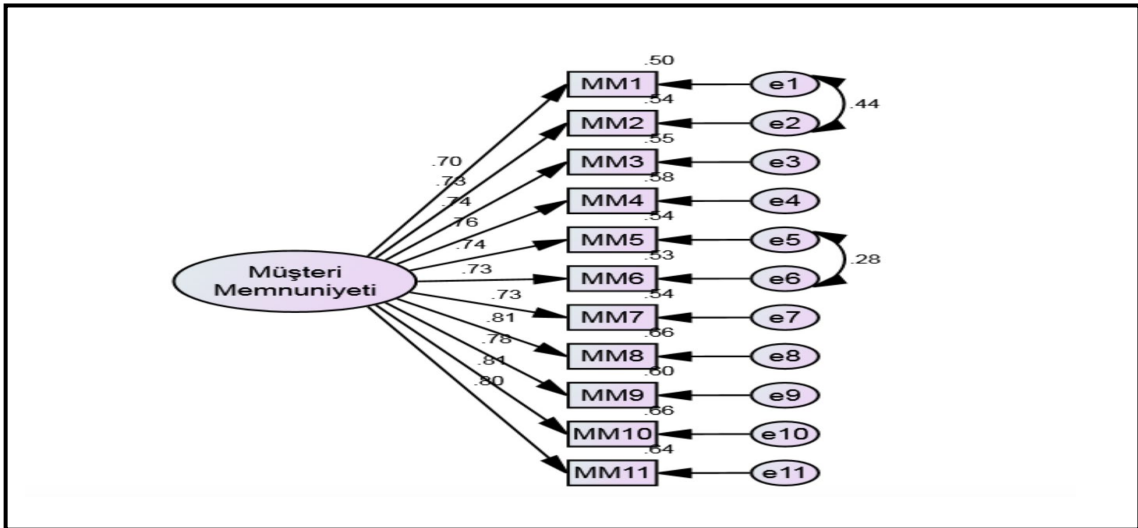 .50
MM1
e1
.44
.54
MM2
e2
.55
MM3
e3
.58
MM4
e4
.54
MM5
e5
.28
.53
MM6
e6
.54
MM7
e7
.66
MM8
e8
.60
MM9
e9
.66
MM10
e10
.64
MM11
e11
.70
.73
.74
.76
.74
.73
.73
.81
.78
.81
.80
Müşteri
Memnuniyeti